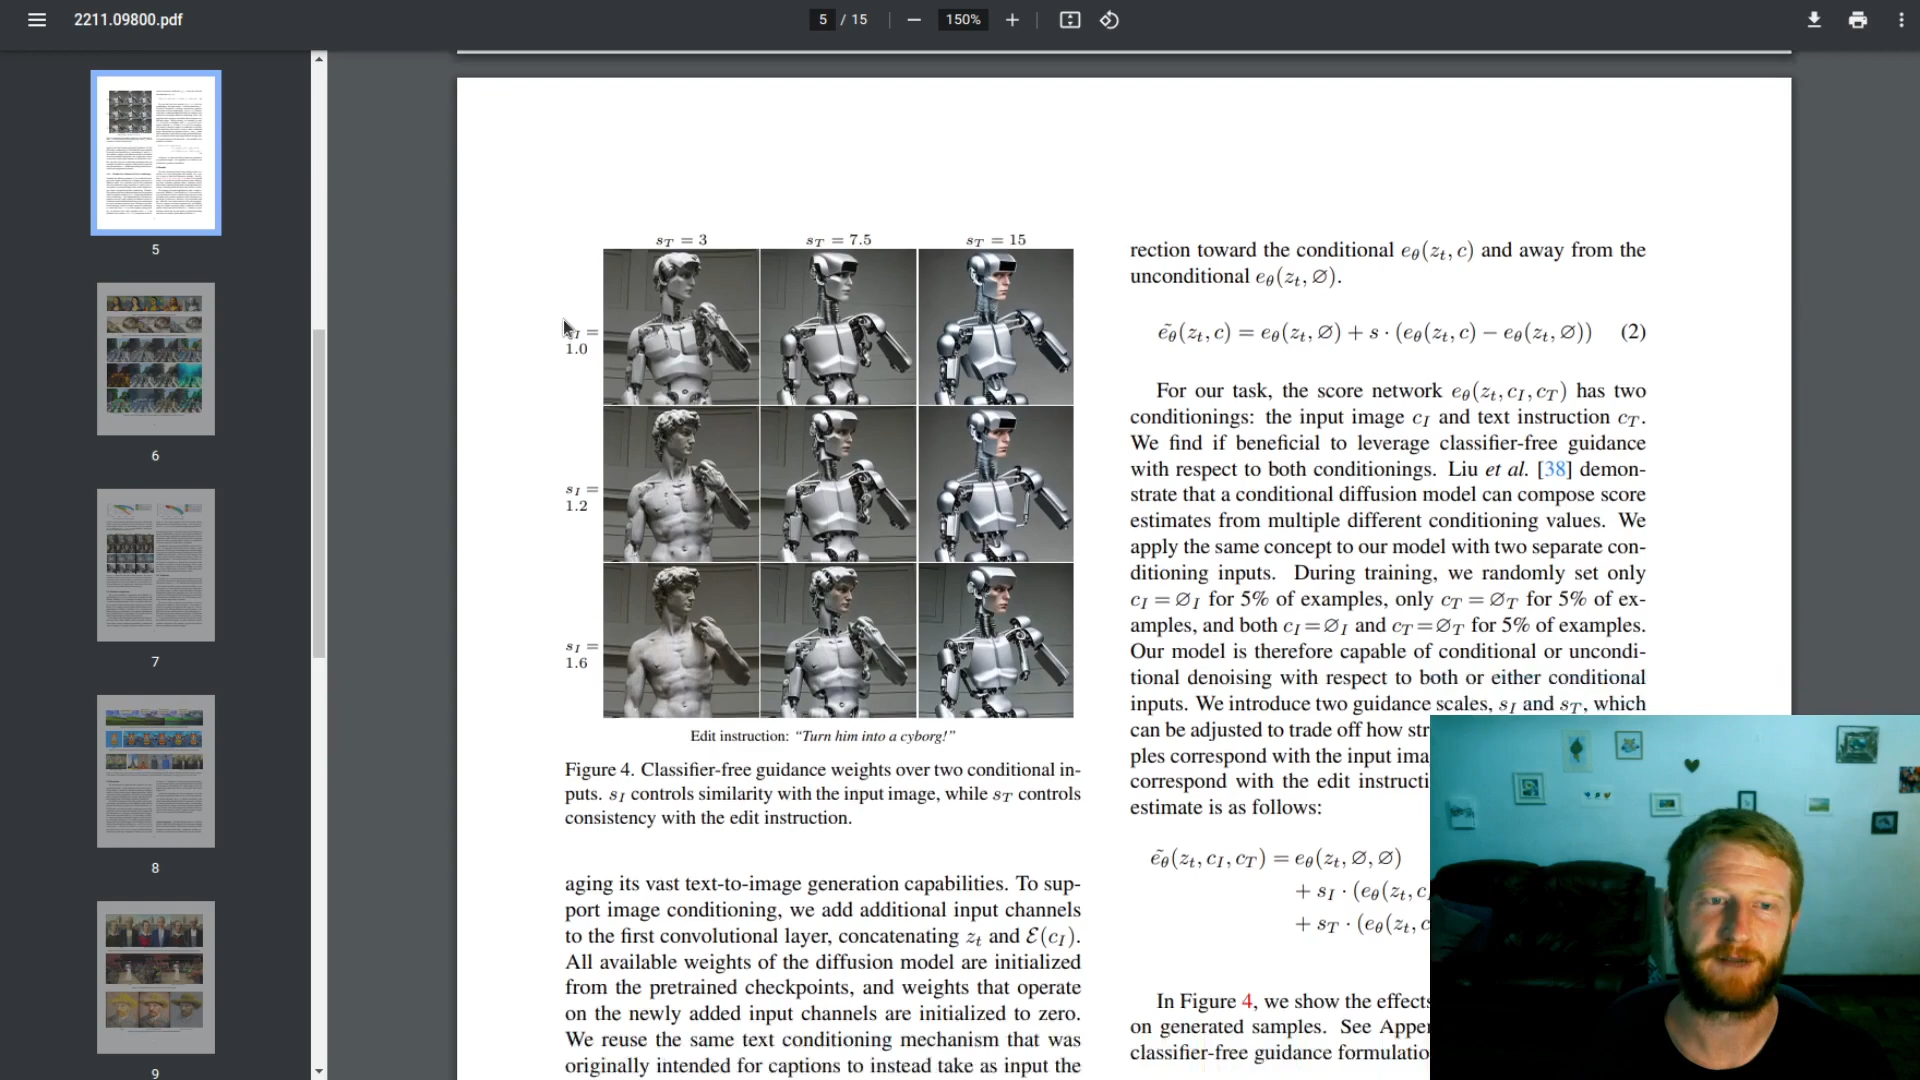 2211.09800.pdf
5 / 15
150%
5
6
7
8
9
s_T = 3
s_T = 7.5
s_T = 15
s_I =
1.0
s_I =
1.2
s_I =
1.6
Edit instruction: “Turn him into a cyborg!”
Figure 4. Classifier-free guidance weights over two conditional in-
puts. s_I controls similarity with the input image, while s_T controls
consistency with the edit instruction.
aging its vast text-to-image generation capabilities. To sup-
port image conditioning, we add additional input channels
to the first convolutional layer, concatenating z_t and ℰ(c_I).
All available weights of the diffusion model are initialized
from the pretrained checkpoints, and weights that operate
on the newly added input channels are initialized to zero.
We reuse the same text conditioning mechanism that was
originally intended for captions to instead take as input the
rection toward the conditional e_θ(z_t, c) and away from the
unconditional e_θ(z_t, ∅).
ẽ_θ(z_t, c) = e_θ(z_t, ∅) + s · (e_θ(z_t, c) − e_θ(z_t, ∅)) (2)
For our task, the score network e_θ(z_t, c_I, c_T) has two
conditionings: the input image c_I and text instruction c_T.
We find if beneficial to leverage classifier-free guidance
with respect to both conditionings. Liu et al. [38] demon-
strate that a conditional diffusion model can compose score
estimates from multiple different conditioning values. We
apply the same concept to our model with two separate con-
ditioning inputs. During training, we randomly set only
c_I = ∅_I for 5% of examples, only c_T = ∅_T for 5% of ex-
amples, and both c_I = ∅_I and c_T = ∅_T for 5% of examples.
Our model is therefore capable of conditional or uncondi-
tional denoising with respect to both or either conditional
inputs. We introduce two guidance scales, s_I and s_T, which
can be adjusted to trade off how str
ples correspond with the input ima
correspond with the edit instructi
estimate is as follows:
ẽ_θ(z_t, c_I, c_T) = e_θ(z_t, ∅, ∅)
+ s_I · (e_θ(z_t, c
+ s_T · (e_θ(z_t, c
In Figure 4, we show the effects
on generated samples. See Appe
classifier-free guidance formulatio